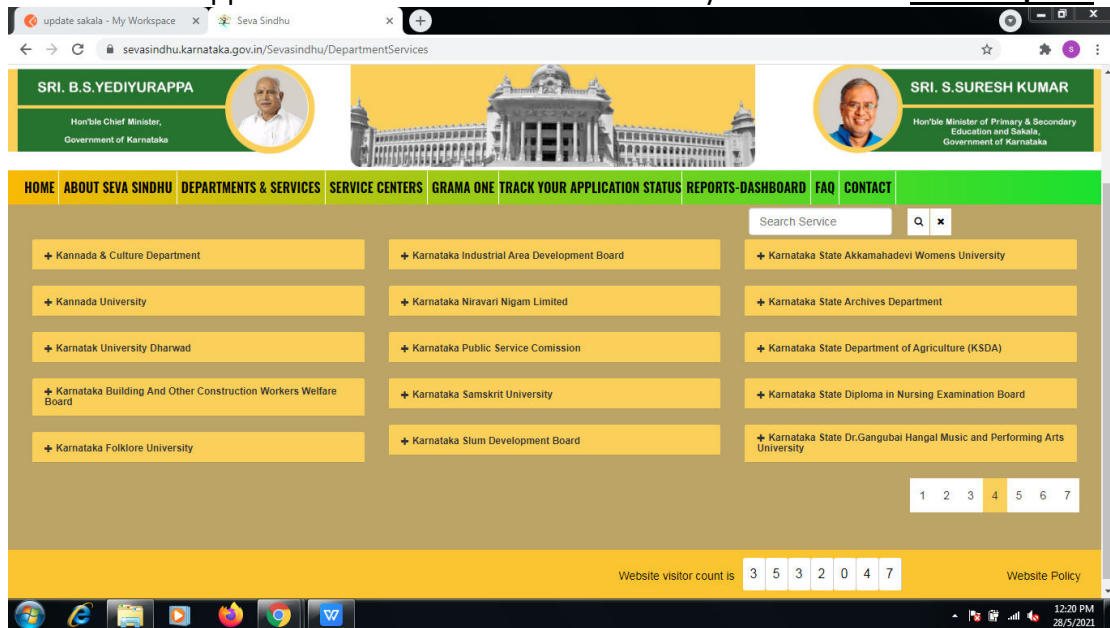 update sakala - My Workspace
Seva Sindhu
sevasindhu.karnataka.gov.in/Sevasindhu/DepartmentServices
S
SRI. B.S.YEDIYURAPPA
Hon'ble Chief Minister,
Government of Karnataka
SRI. S.SURESH KUMAR
Hon'ble Minister of Primary & Secondary
Education and Sakala,
Government of Karnataka
HOME ABOUT SEVA SINDHU DEPARTMENTS & SERVICES SERVICE CENTERS GRAMA ONE TRACK YOUR APPLICATION STATUS REPORTS-DASHBOARD FAQ CONTACT
Search Service
+ Kannada & Culture Department
+ Kannada University
+ Karnatak University Dharwad
+ Karnataka Building And Other Construction Workers Welfare
Board
+ Karnataka Folklore University
+ Karnataka Industrial Area Development Board
+ Karnataka Niravari Nigam Limited
+ Karnataka Public Service Comission
+ Karnataka Samskrit University
+ Karnataka Slum Development Board
+ Karnataka State Akkamahadevi Womens University
+ Karnataka State Archives Department
+ Karnataka State Department of Agriculture (KSDA)
+ Karnataka State Diploma in Nursing Examination Board
+ Karnataka State Dr.Gangubai Hangal Music and Performing Arts
University
1 2 3 4 5 6 7
Website visitor count is 3 5 3 2 0 4 7
Website Policy
12:20 PM
28/5/2021